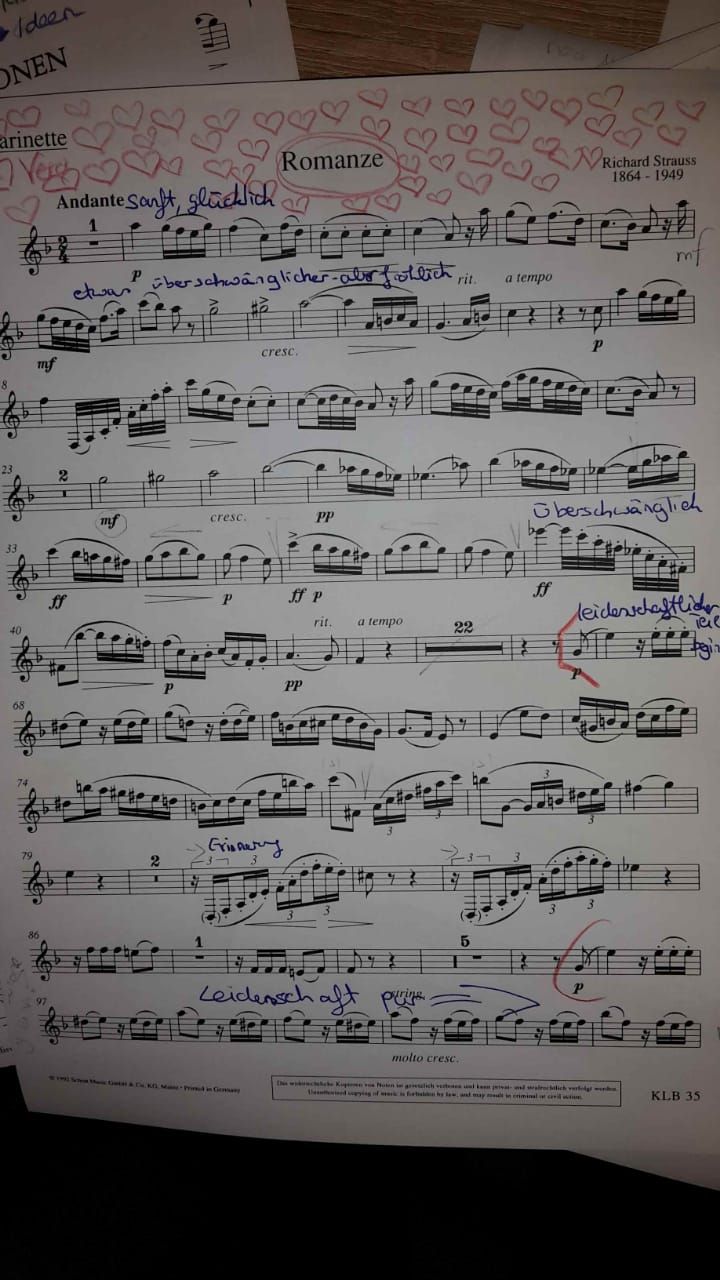 Ideen
ONEN
arinette
Romanze
Richard Strauss
1864 - 1949
Andante sanft, glücklich
1
p
mf
etwas überschwänglicher - aber fröhlich
rit.
a tempo
mf
cresc.
p
8
23
2
mf
cresc.
pp
überschwänglich
33
ff
p
ff p
ff
leidenschaftlicher
Teil
rit.
a tempo
40
22
p
pp
p
68
74
3
3
3
3
Erinnerung
79
2
3
3
3
3
3
3
3
3
86
1
5
p
Leidenschaft pur
string.
97
molto cresc.
© 1992 Schott Music GmbH & Co. KG, Mainz · Printed in Germany
Das widerrechtliche Kopieren von Noten ist gesetzlich verboten und kann privat- und strafrechtlich verfolgt werden.
Unauthorised copying of music is forbidden by law, and may result in criminal or civil action.
KLB 35